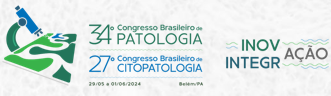 34º Congresso Brasileiro de
PATOLOGIA
27º Congresso Brasileiro de
CITOPATOLOGIA
29/05 a 01/06/2024 Belém/PA
INOV
INTEGR AÇÃO